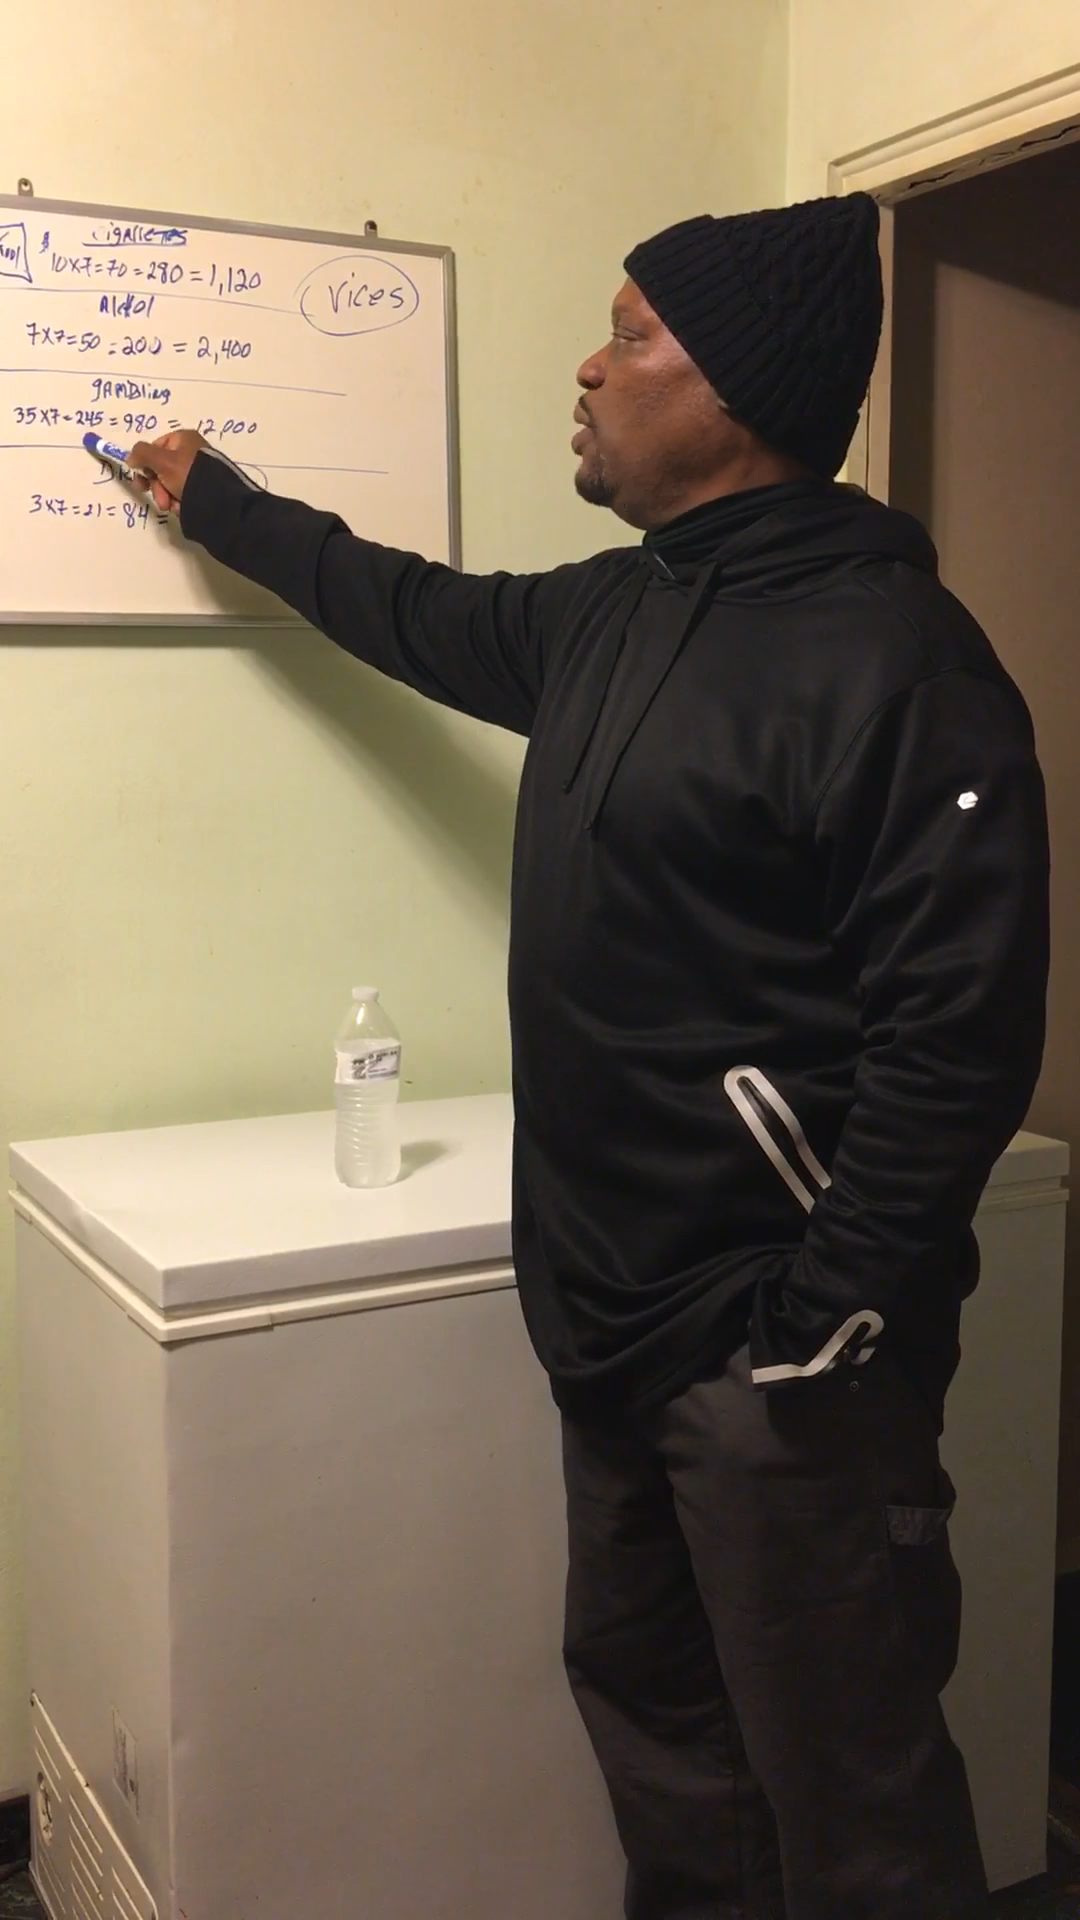 $ Cigarettes
10x7=70=280=1,120
vices
Alchol
7x7=50=200=2,400
gAMBling
35x7=245=980=12,000
3x7=21=84=